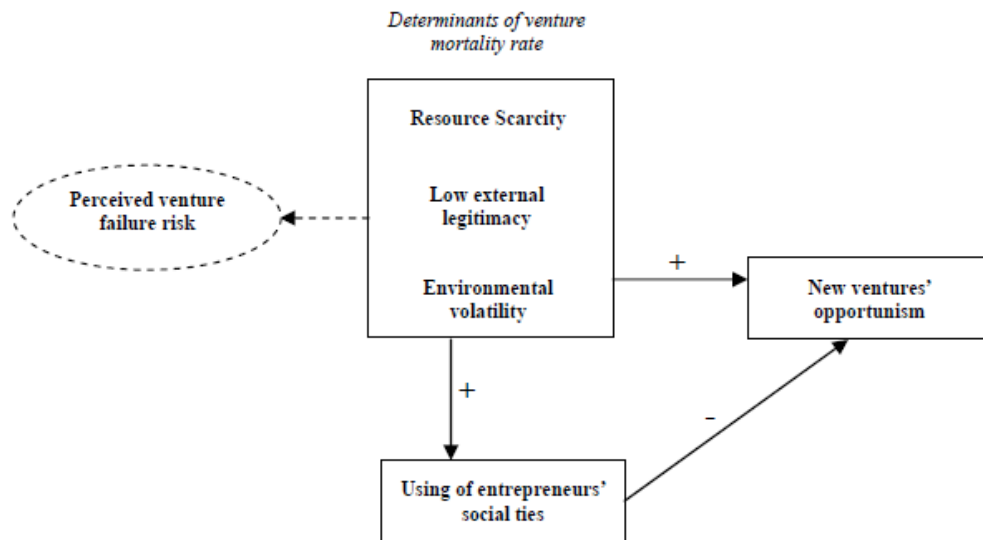 Determinants of venture
mortality rate
Resource Scarcity
Low external
legitimacy
Environmental
volatility
Perceived venture
failure risk
+
New ventures’
opportunism
+
-
Using of entrepreneurs’
social ties